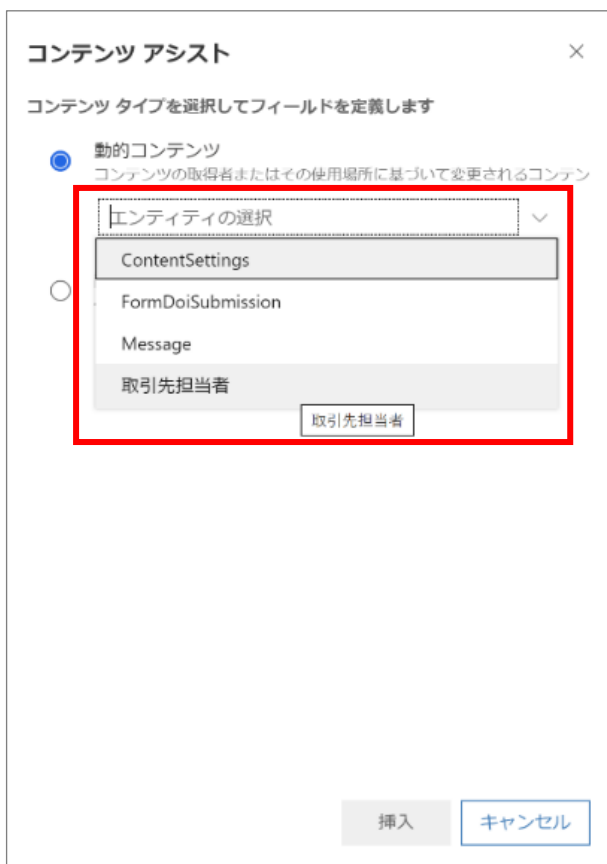 コンテンツ アシスト
コンテンツ タイプを選択してフィールドを定義します
動的コンテンツ
コンテンツの取得者またはその使用場所に基づいて変更されるコンテン
エンティティの選択
ContentSettings
FormDoiSubmission
Message
取引先担当者
取引先担当者
挿入
キャンセル